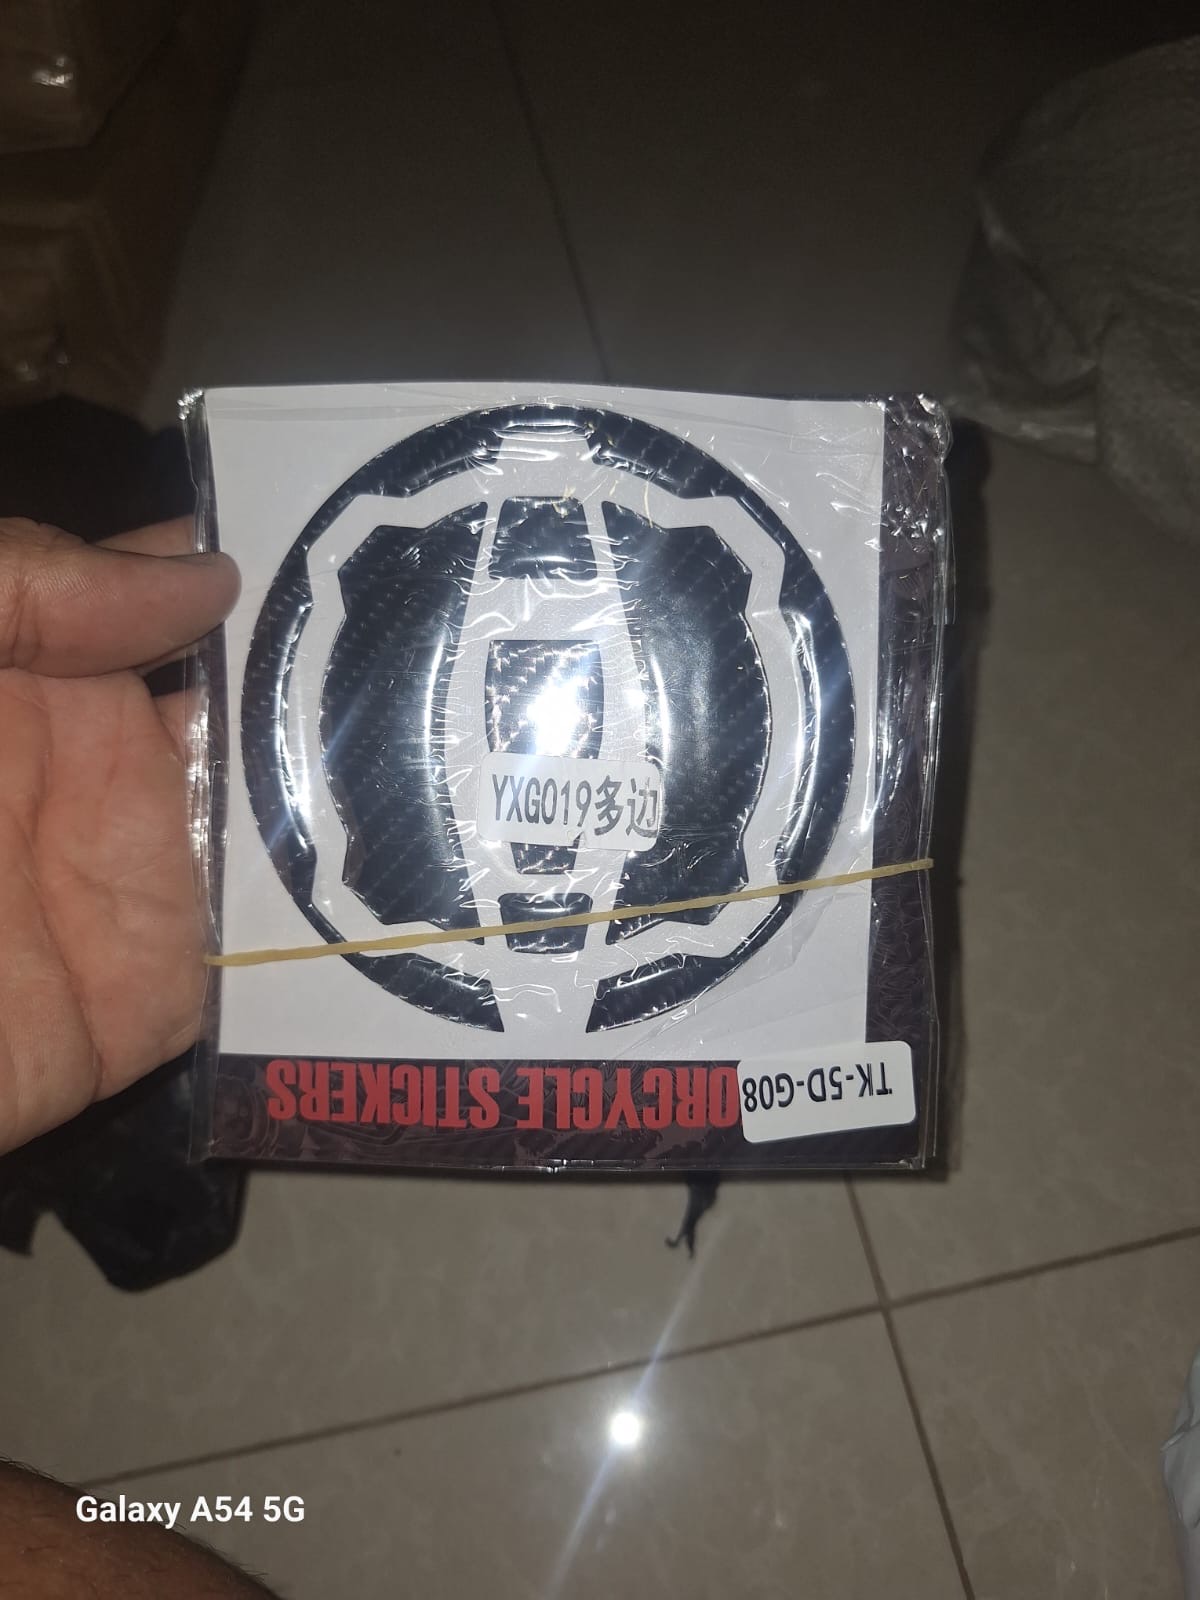 YXG019多边
TK-5D-G08
ORCYCLE STICKERS
Galaxy A54 5G